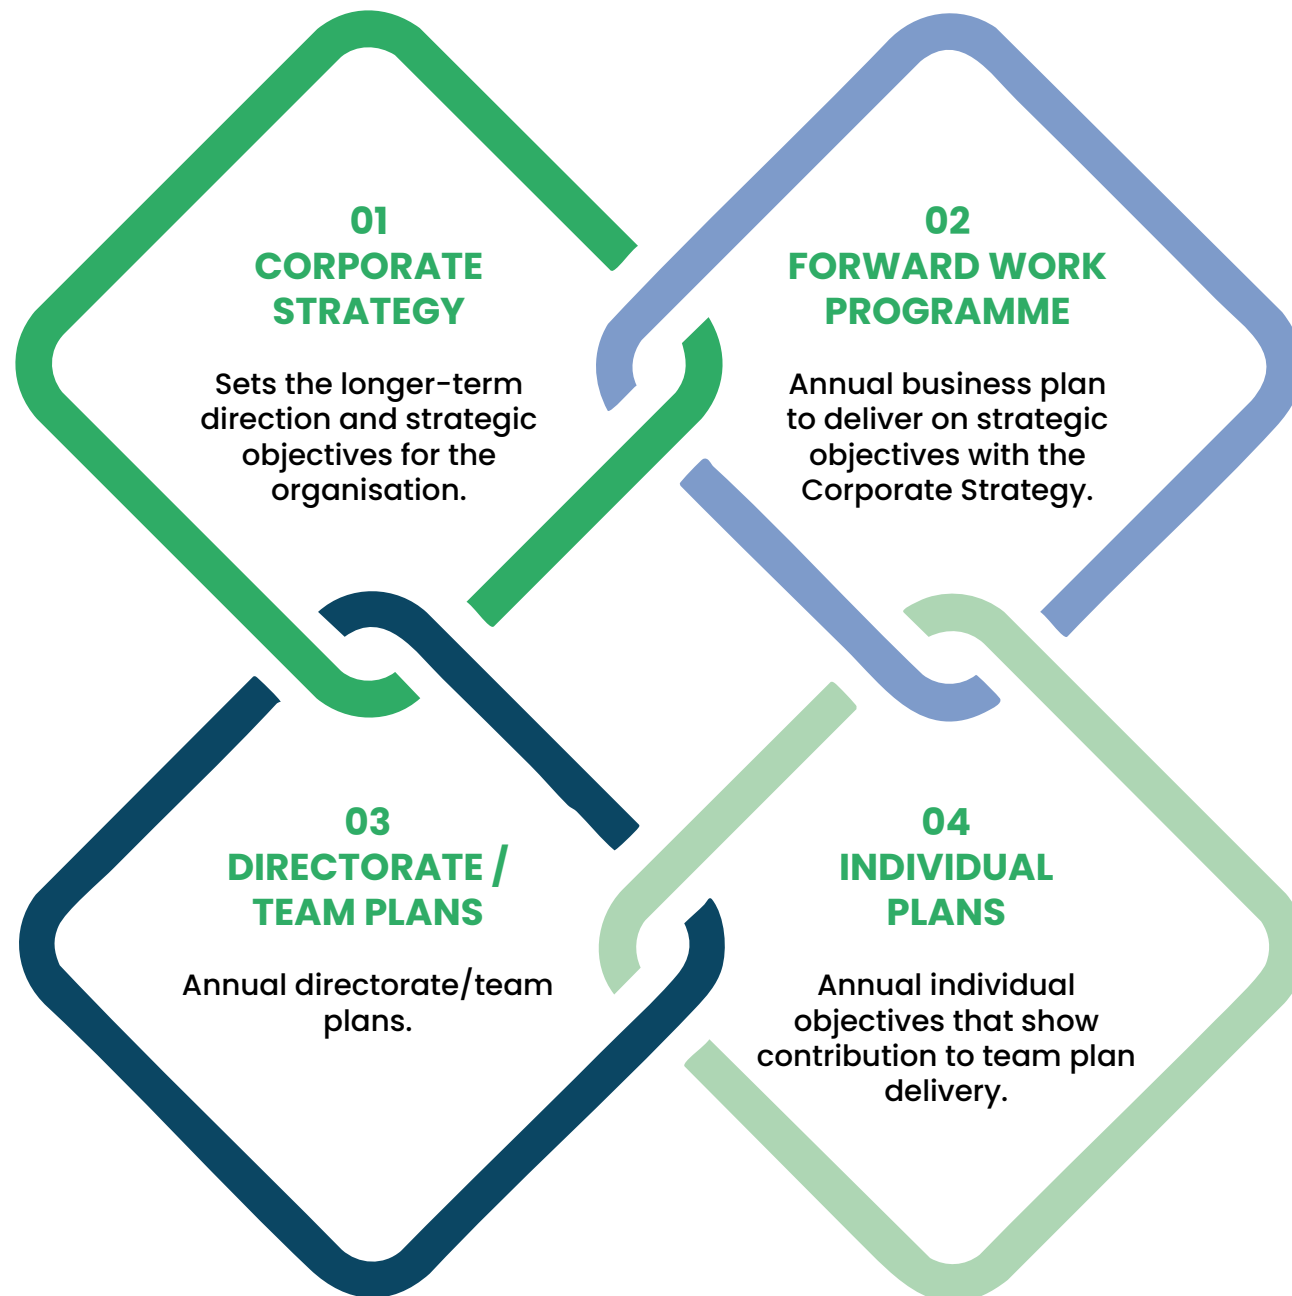 01
CORPORATE
STRATEGY
Sets the longer-term
direction and strategic
objectives for the
organisation.
02
FORWARD WORK
PROGRAMME
Annual business plan
to deliver on strategic
objectives with the
Corporate Strategy.
03
DIRECTORATE /
TEAM PLANS
Annual directorate/team
plans.
04
INDIVIDUAL
PLANS
Annual individual
objectives that show
contribution to team plan
delivery.